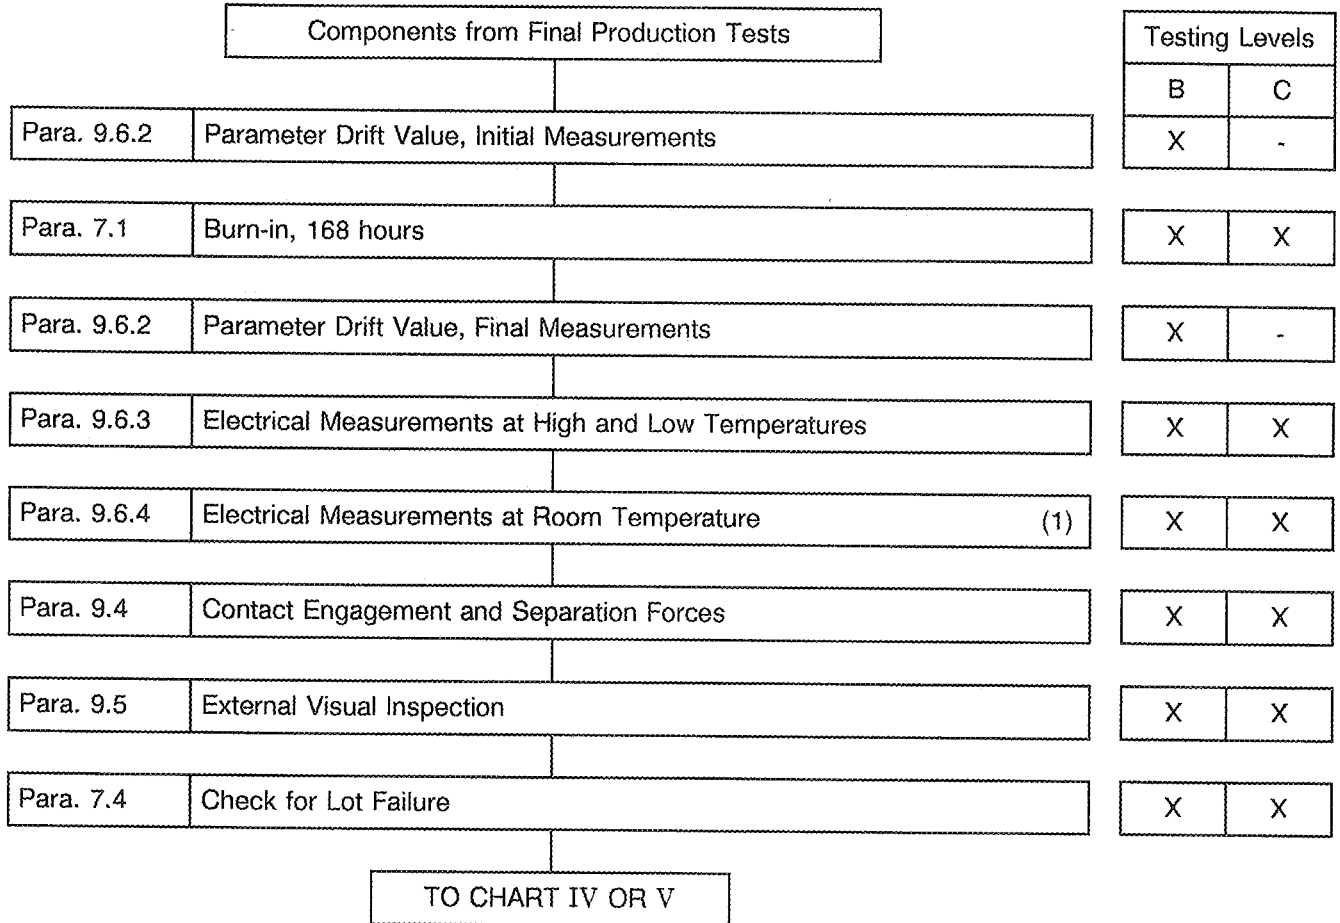 Components from Final Production Tests
Testing Levels
B C
Para. 9.6.2 Parameter Drift Value, Initial Measurements X -
Para. 7.1 Burn-in, 168 hours X X
Para. 9.6.2 Parameter Drift Value, Final Measurements X -
Para. 9.6.3 Electrical Measurements at High and Low Temperatures X X
Para. 9.6.4 Electrical Measurements at Room Temperature (1) X X
Para. 9.4 Contact Engagement and Separation Forces X X
Para. 9.5 External Visual Inspection X X
Para. 7.4 Check for Lot Failure X X
TO CHART IV OR V